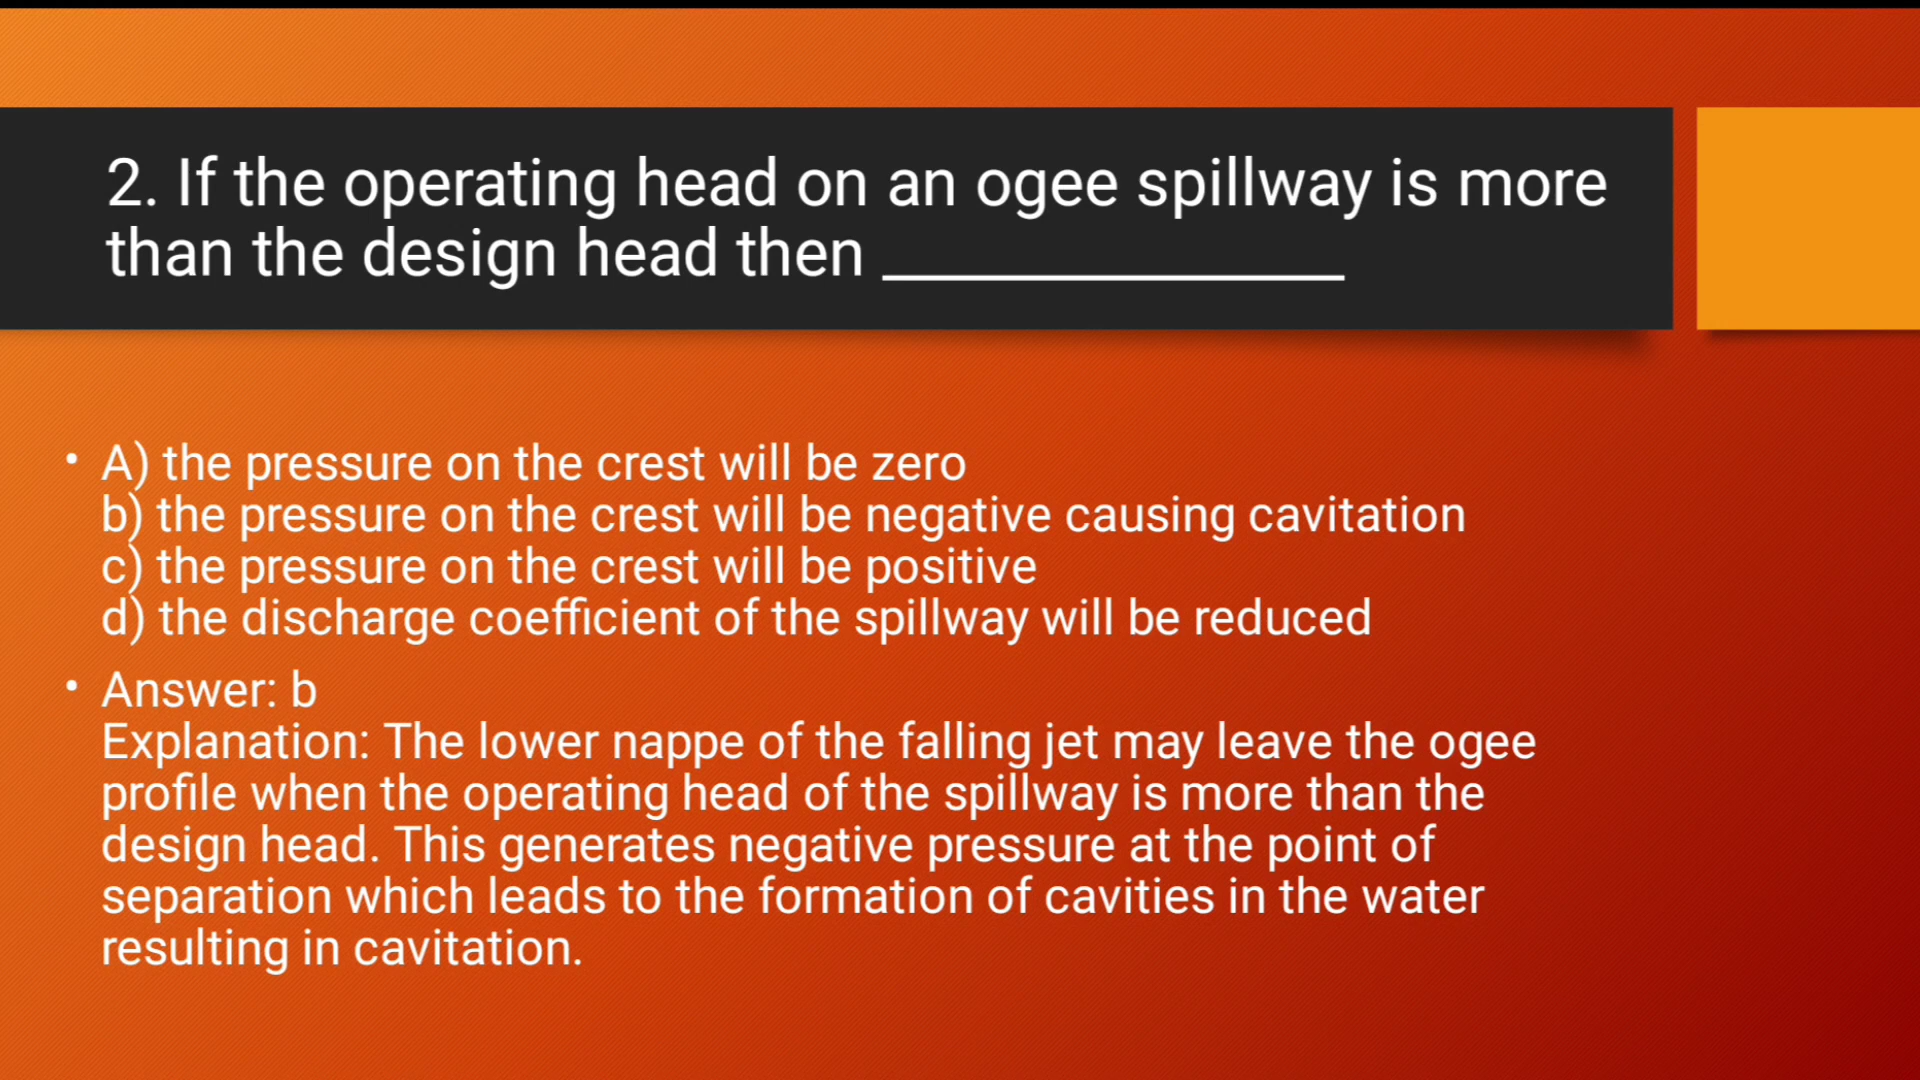 2. If the operating head on an ogee spillway is more
than the design head then ______________
• A) the pressure on the crest will be zero
b) the pressure on the crest will be negative causing cavitation
c) the pressure on the crest will be positive
d) the discharge coefficient of the spillway will be reduced
• Answer: b
Explanation: The lower nappe of the falling jet may leave the ogee
profile when the operating head of the spillway is more than the
design head. This generates negative pressure at the point of
separation which leads to the formation of cavities in the water
resulting in cavitation.